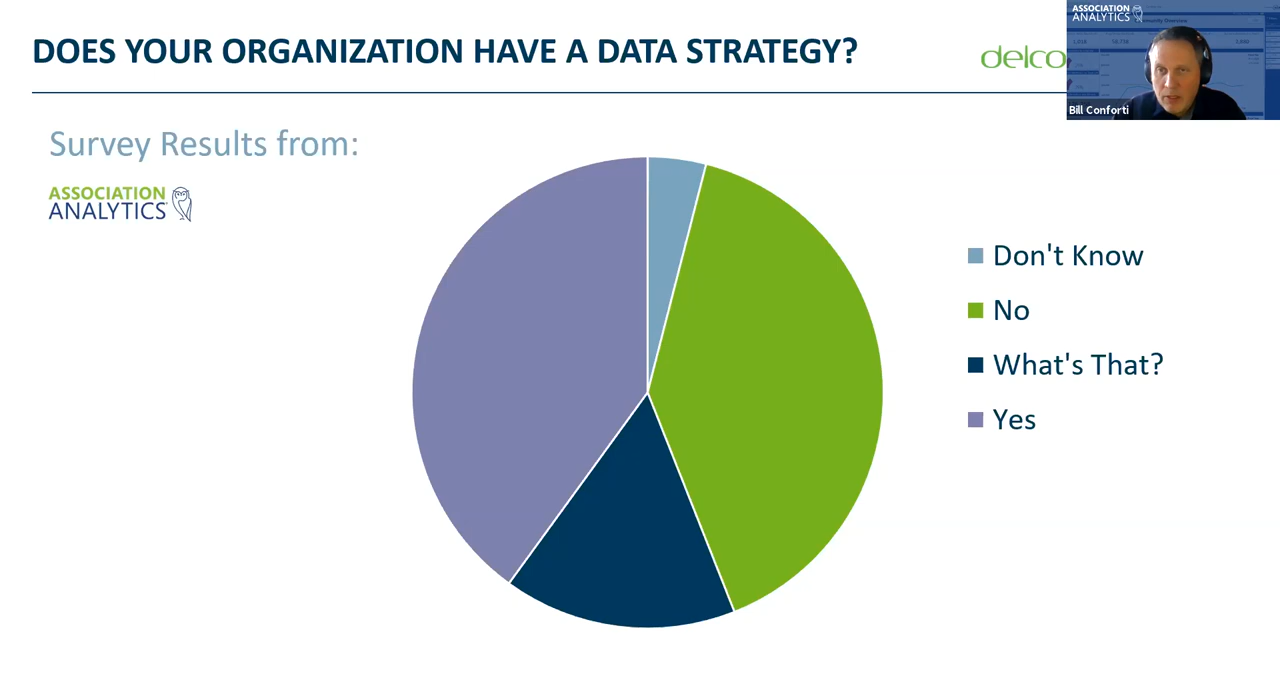 DOES YOUR ORGANIZATION HAVE A DATA STRATEGY?
delco
ASSOCIATION
ANALYTICS
Bill Conforti
Survey Results from:
ASSOCIATION
ANALYTICS
Don't Know
No
What's That?
Yes